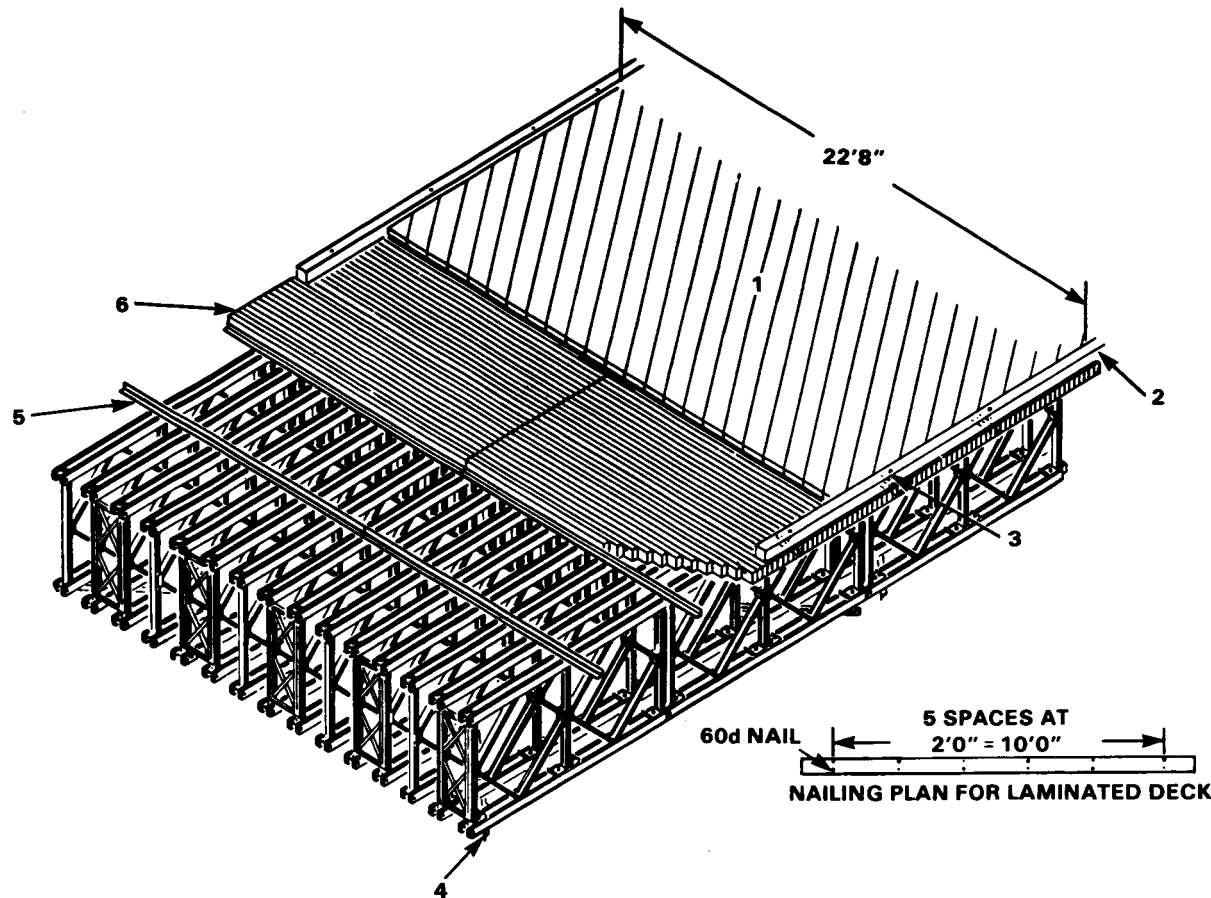 22'8"
1
6
5
2
3
5 SPACES AT
60d NAIL
2'0" = 10'0"
NAILING PLAN FOR LAMINATED DECK
4